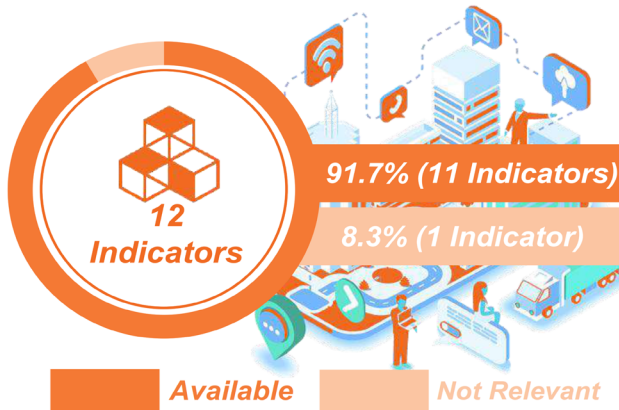 12
Indicators
91.7% (11 Indicators)
8.3% (1 Indicator)
Available
Not Relevant